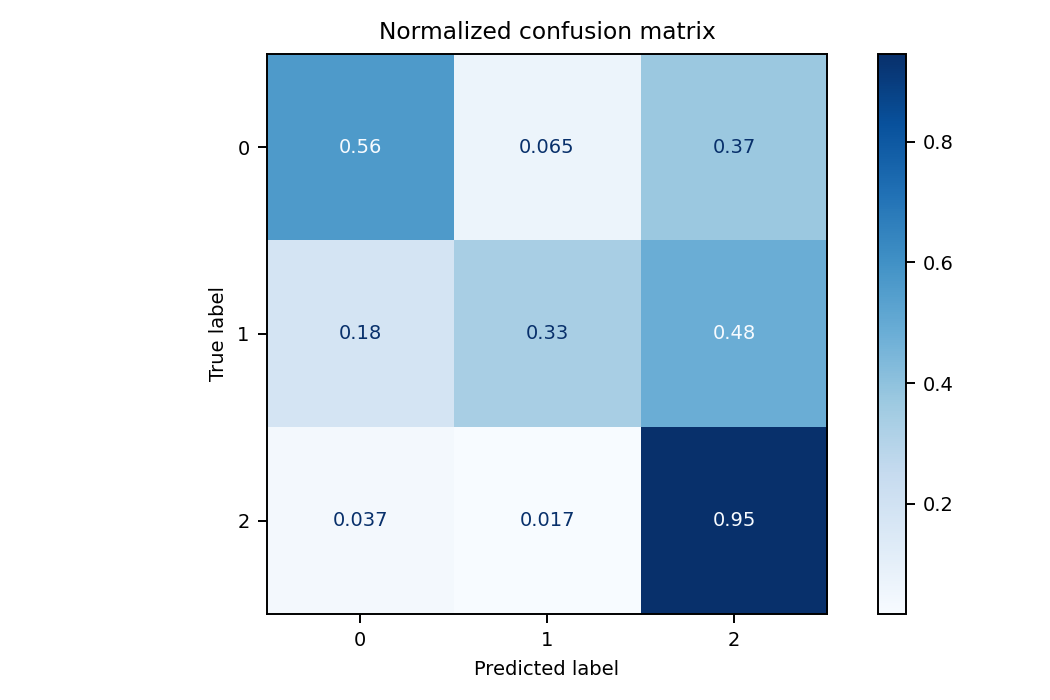 Normalized confusion matrix
0 0.56 0.065 0.37
1 0.18 0.33 0.48
2 0.037 0.017 0.95
0 1 2
True label
Predicted label
0.8
0.6
0.4
0.2